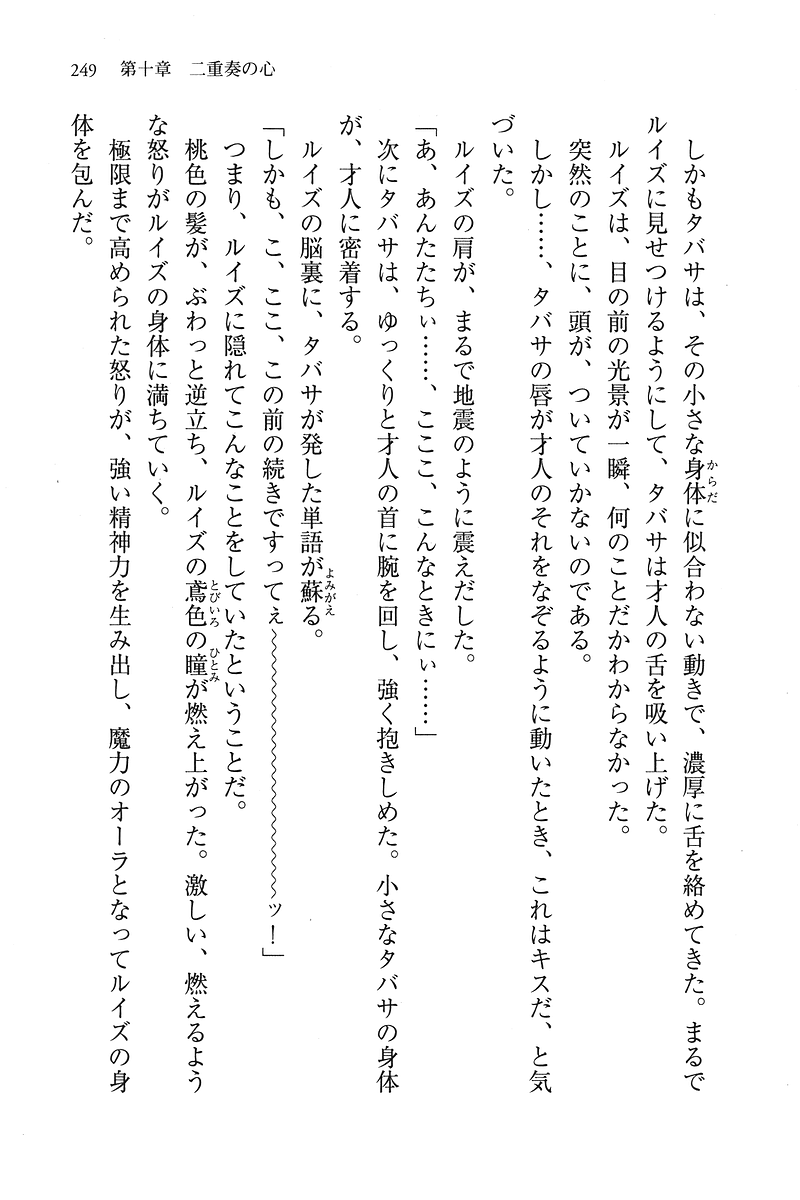 249　第十章　二重奏の心
　しかもタバサは、その小さな身体に似合わない動きで、濃厚に舌を絡めてきた。まるで
ルイズに見せつけるようにして、タバサは才人の舌を吸い上げた。
　ルイズは、目の前の光景が一瞬、何のことだかわからなかった。
　突然のことに、頭が、ついていかないのである。
　しかし……、タバサの唇が才人のそれをなぞるように動いたとき、これはキスだ、と気
づいた。
　ルイズの肩が、まるで地震のように震えだした。
「あ、あんたたちぃ……、こここ、こんなときにぃ……」
　次にタバサは、ゆっくりと才人の首に腕を回し、強く抱きしめた。小さなタバサの身体
が、才人に密着する。
　ルイズの脳裏に、タバサが発した単語が蘇る。
「しかも、こ、ここ、この前の続きですってぇ〜〜〜〜〜〜〜〜〜〜〜ッ！」
　つまり、ルイズに隠れてこんなことをしていたということだ。
　桃色の髪が、ぶわっと逆立ち、ルイズの鳶色の瞳が燃え上がった。激しい、燃えるよう
な怒りがルイズの身体に満ちていく。
　極限まで高められた怒りが、強い精神力を生み出し、魔力のオーラとなってルイズの身
体を包んだ。
からだ
よみがえ
とびいろ
ひとみ